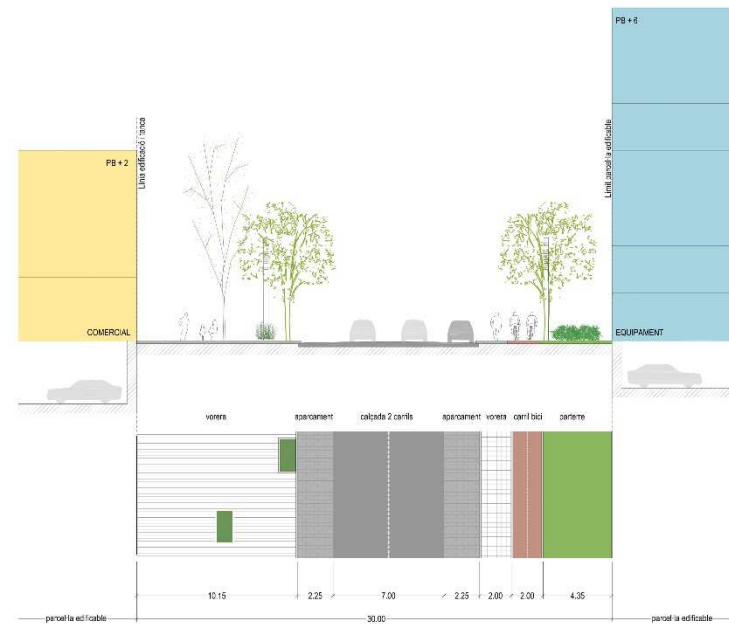 PB + 6
PB + 2
Línia edificació i tanca
Límit parcel·la edificable
COMERCIAL
EQUIPAMENT
vorera aparcament calçada 2 carrils aparcament vorera carril bici parterre
10.15 2.25 7.00 2.25 2.00 2.00 4.35
parcel·la edificable 30.00 parcel·la edificable